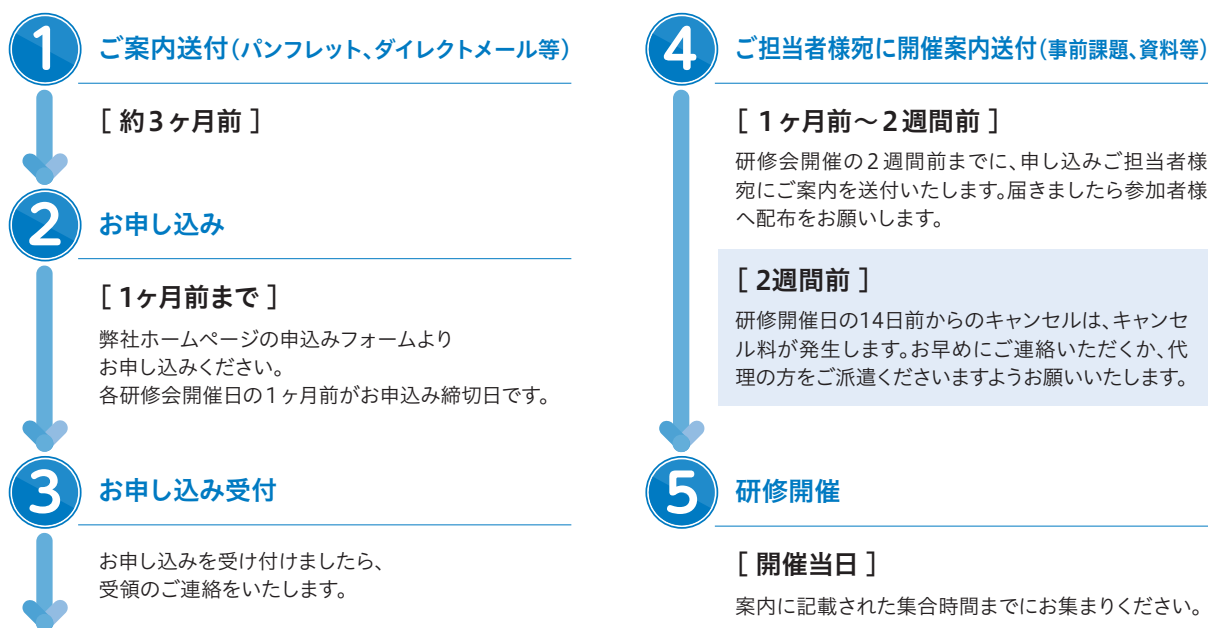 1
ご案内送付(パンフレット、ダイレクトメール等)
[ 約3ヶ月前 ]
2
お申し込み
[ 1ヶ月前まで ]
弊社ホームページの申込みフォームより
お申し込みください。
各研修会開催日の1ヶ月前がお申込み締切日です。
3
お申し込み受付
お申し込みを受け付けましたら、
受領のご連絡をいたします。
4
ご担当者様宛に開催案内送付(事前課題、資料等)
[ 1ヶ月前~2週間前 ]
研修会開催の2週間前までに、申し込みご担当者様
宛にご案内を送付いたします。届きましたら参加者様
へ配布をお願いします。
[ 2週間前 ]
研修開催日の14日前からのキャンセルは、キャンセ
ル料が発生します。お早めにご連絡いただくか、代
理の方をご派遣くださいますようお願いいたします。
5
研修開催
[ 開催当日 ]
案内に記載された集合時間までにお集まりください。